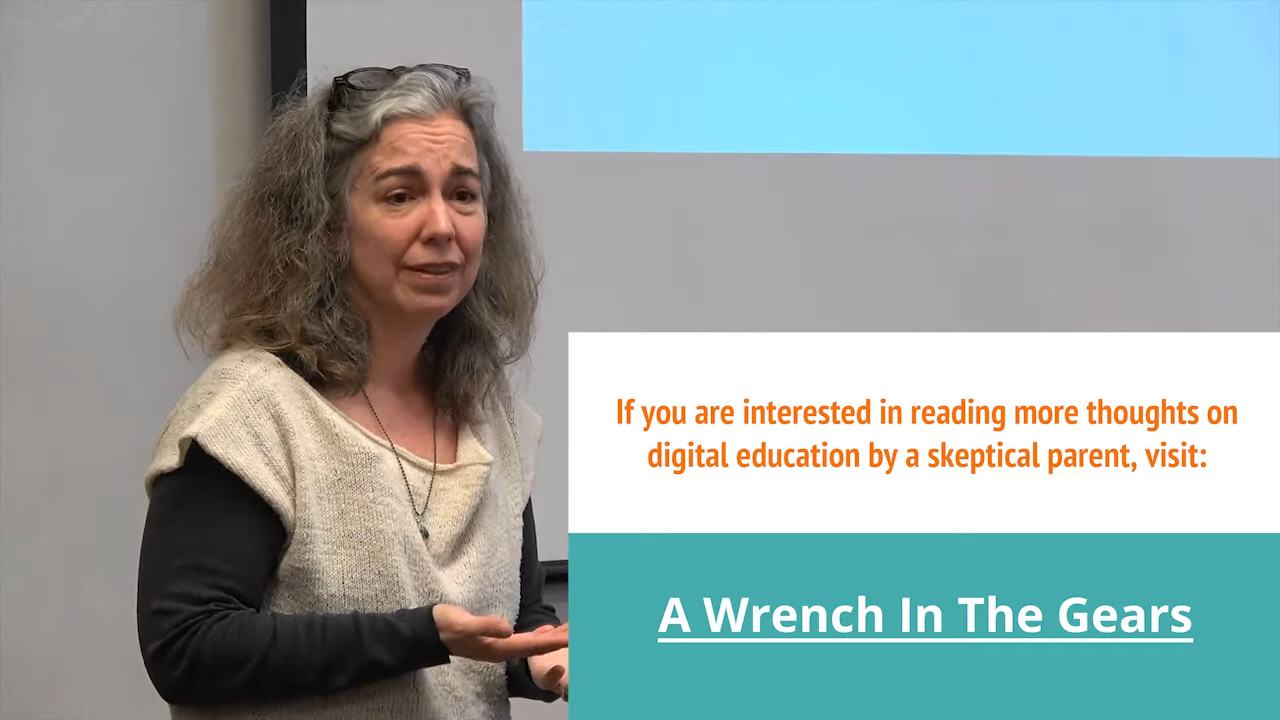 If you are interested in reading more thoughts on
digital education by a skeptical parent, visit:
A Wrench In The Gears